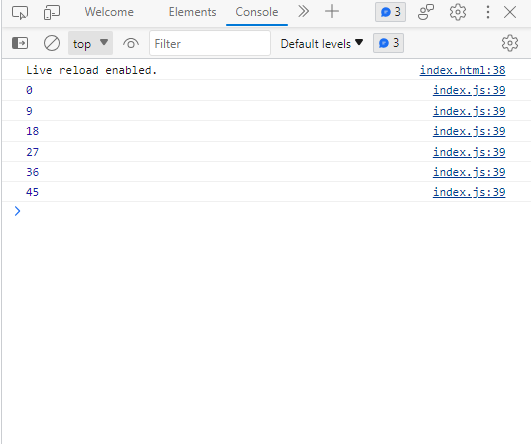 Welcome Elements Console 3
top Filter Default levels 3
Live reload enabled. index.html:38
0 index.js:39
9 index.js:39
18 index.js:39
27 index.js:39
36 index.js:39
45 index.js:39